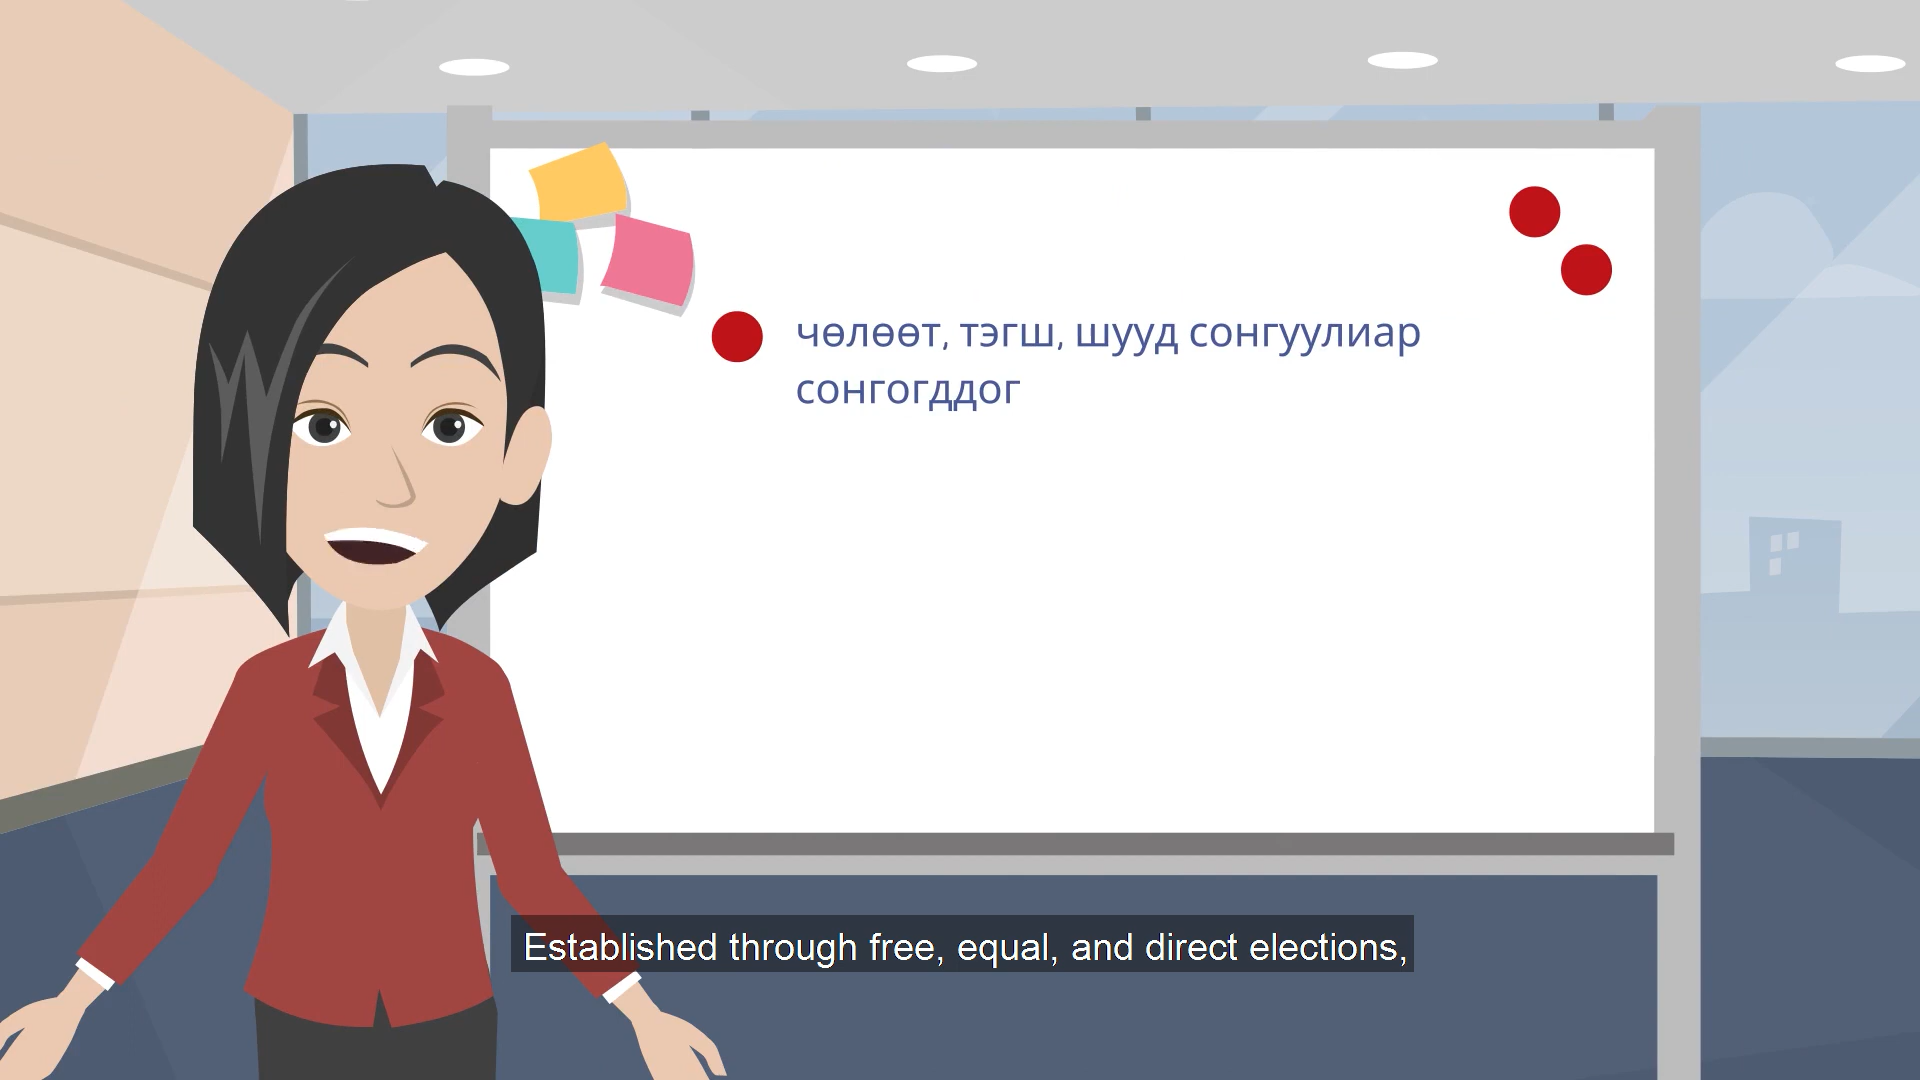 чөлөөт, тэгш, шууд сонгуулиар
сонгогддог
Established through free, equal, and direct elections,